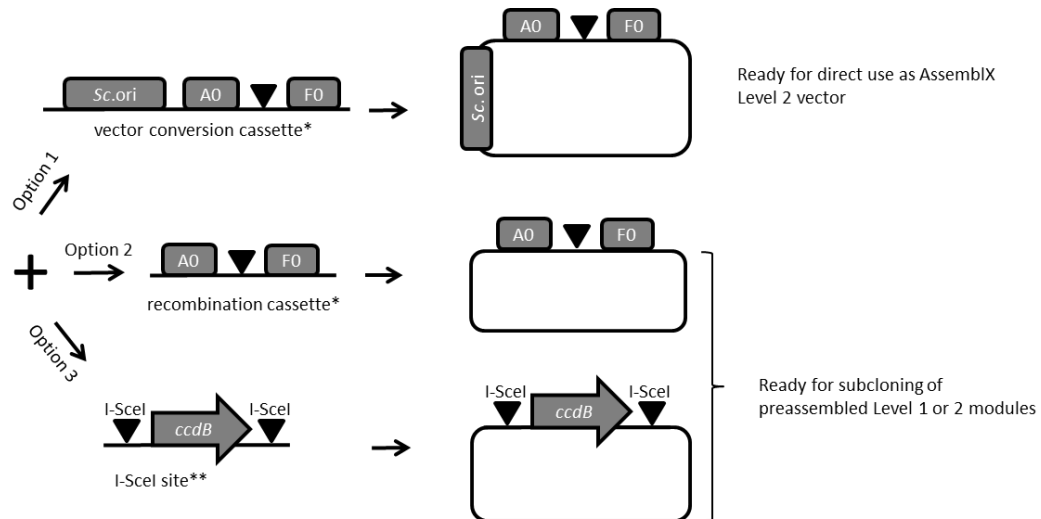 A0 F0
Sc.ori A0 F0
vector conversion cassette*
Sc. ori
Ready for direct use as AssemblX
Level 2 vector
Option 1
+
Option 2
A0 F0
recombination cassette*
A0 F0
Option 3
I-SceI I-SceI
ccdB
I-SceI site**
I-SceI I-SceI
ccdB
Ready for subcloning of
preassembled Level 1 or 2 modules